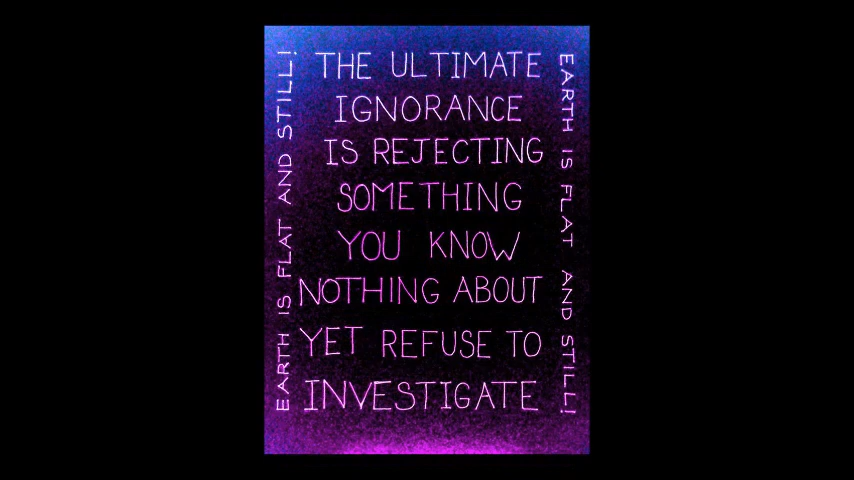 THE ULTIMATE
IGNORANCE
IS REJECTING
SOMETHING
YOU KNOW
NOTHING ABOUT
YET REFUSE TO
INVESTIGATE
EARTH IS FLAT AND STILL!
EARTH IS FLAT AND STILL!